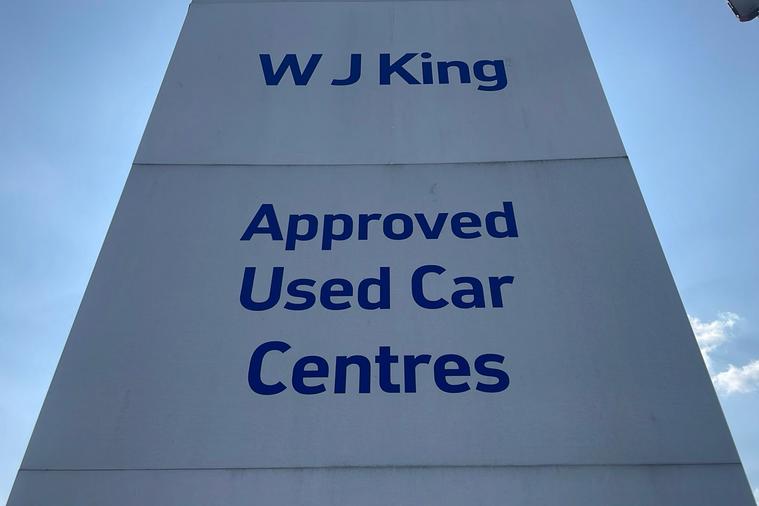 W J King
Approved
Used Car
Centres